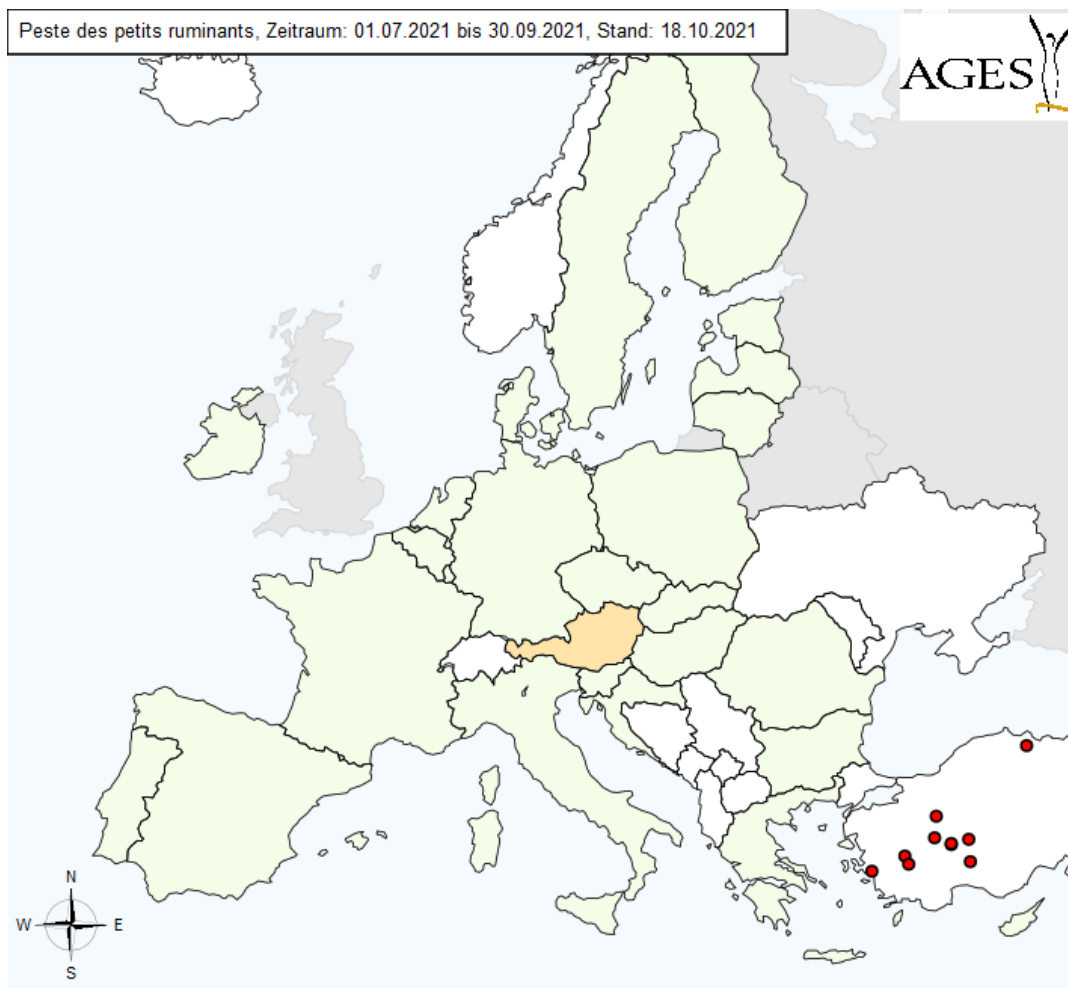 Peste des petits ruminants, Zeitraum: 01.07.2021 bis 30.09.2021, Stand: 18.10.2021
AGES
N
W E
S